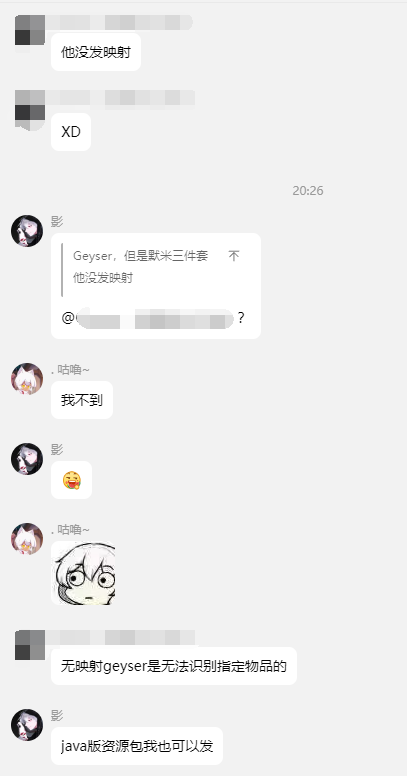 他没发映射
XD
20:26
影
Geyser，但是默米三件套
他没发映射
@
?
. 咕噜~
我不到
影
. 咕噜~
无映射geyser是无法识别指定物品的
影
java版资源包我也可以发